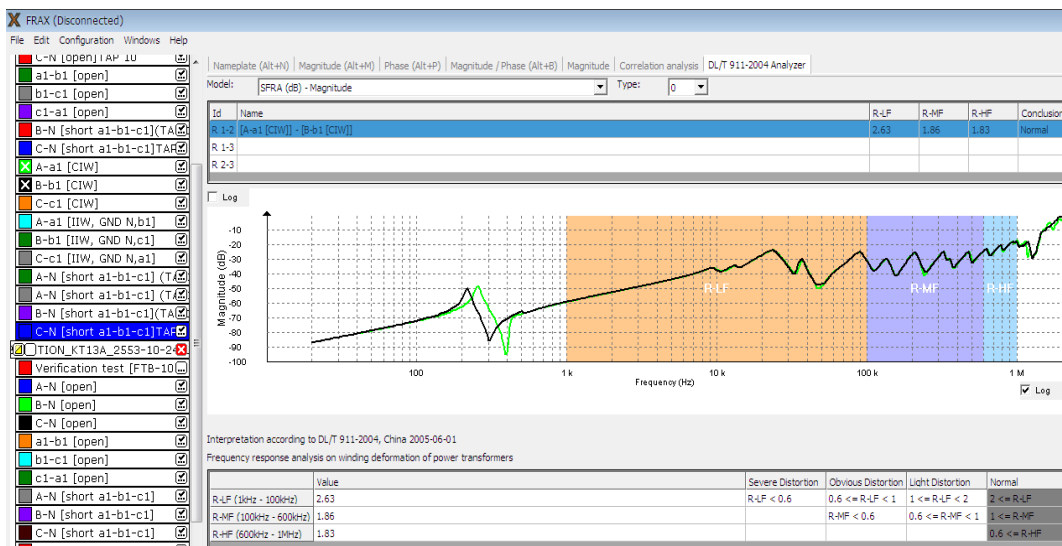 FRAX (Disconnected)
File Edit Configuration Windows Help
C-N [open]TAP 10
a1-b1 [open]
b1-c1 [open]
c1-a1 [open]
B-N [short a1-b1-c1](TA
C-N [short a1-b1-c1]TAP
A-a1 [CIW]
B-b1 [CIW]
C-c1 [CIW]
A-a1 [IIW, GND N,b1]
B-b1 [IIW, GND N,c1]
C-c1 [IIW, GND N,a1]
A-N [short a1-b1-c1] (TA
A-N [short a1-b1-c1] (TA
B-N [short a1-b1-c1](TA
C-N [short a1-b1-c1]TAP
TION_KT13A_2553-10-24
Verification test [FTB-10
A-N [open]
B-N [open]
C-N [open]
a1-b1 [open]
b1-c1 [open]
c1-a1 [open]
A-N [short a1-b1-c1]
B-N [short a1-b1-c1]
C-N [short a1-b1-c1]
Nameplate (Alt+N) Magnitude (Alt+M) Phase (Alt+P) Magnitude / Phase (Alt+B) Magnitude Correlation analysis DL/T 911-2004 Analyzer
Model: SFRA (dB) - Magnitude Type: 0
Id Name R-LF R-MF R-HF Conclusion
R 1-2 [A-a1 [CIW]] - [B-b1 [CIW]] 2.63 1.86 1.83 Normal
R 1-3
R 2-3
Log
Magnitude (dB)
-10
-20
-30
-40
-50
-60
-70
-80
-90
-100
R-LF R-MF R-HF
100 1 k 10 k 100 k 1 M
Frequency (Hz)
Log
Interpretation according to DL/T 911-2004, China 2005-06-01
Frequency response analysis on winding deformation of power transformers
Value Severe Distortion Obvious Distortion Light Distortion Normal
R-LF (1kHz - 100kHz) 2.63 R-LF < 0.6 0.6 <= R-LF < 1 1 <= R-LF < 2 2 <= R-LF
R-MF (100kHz - 600kHz) 1.86 R-MF < 0.6 0.6 <= R-MF < 1 1 <= R-MF
R-HF (600kHz - 1MHz) 1.83 0.6 <= R-HF